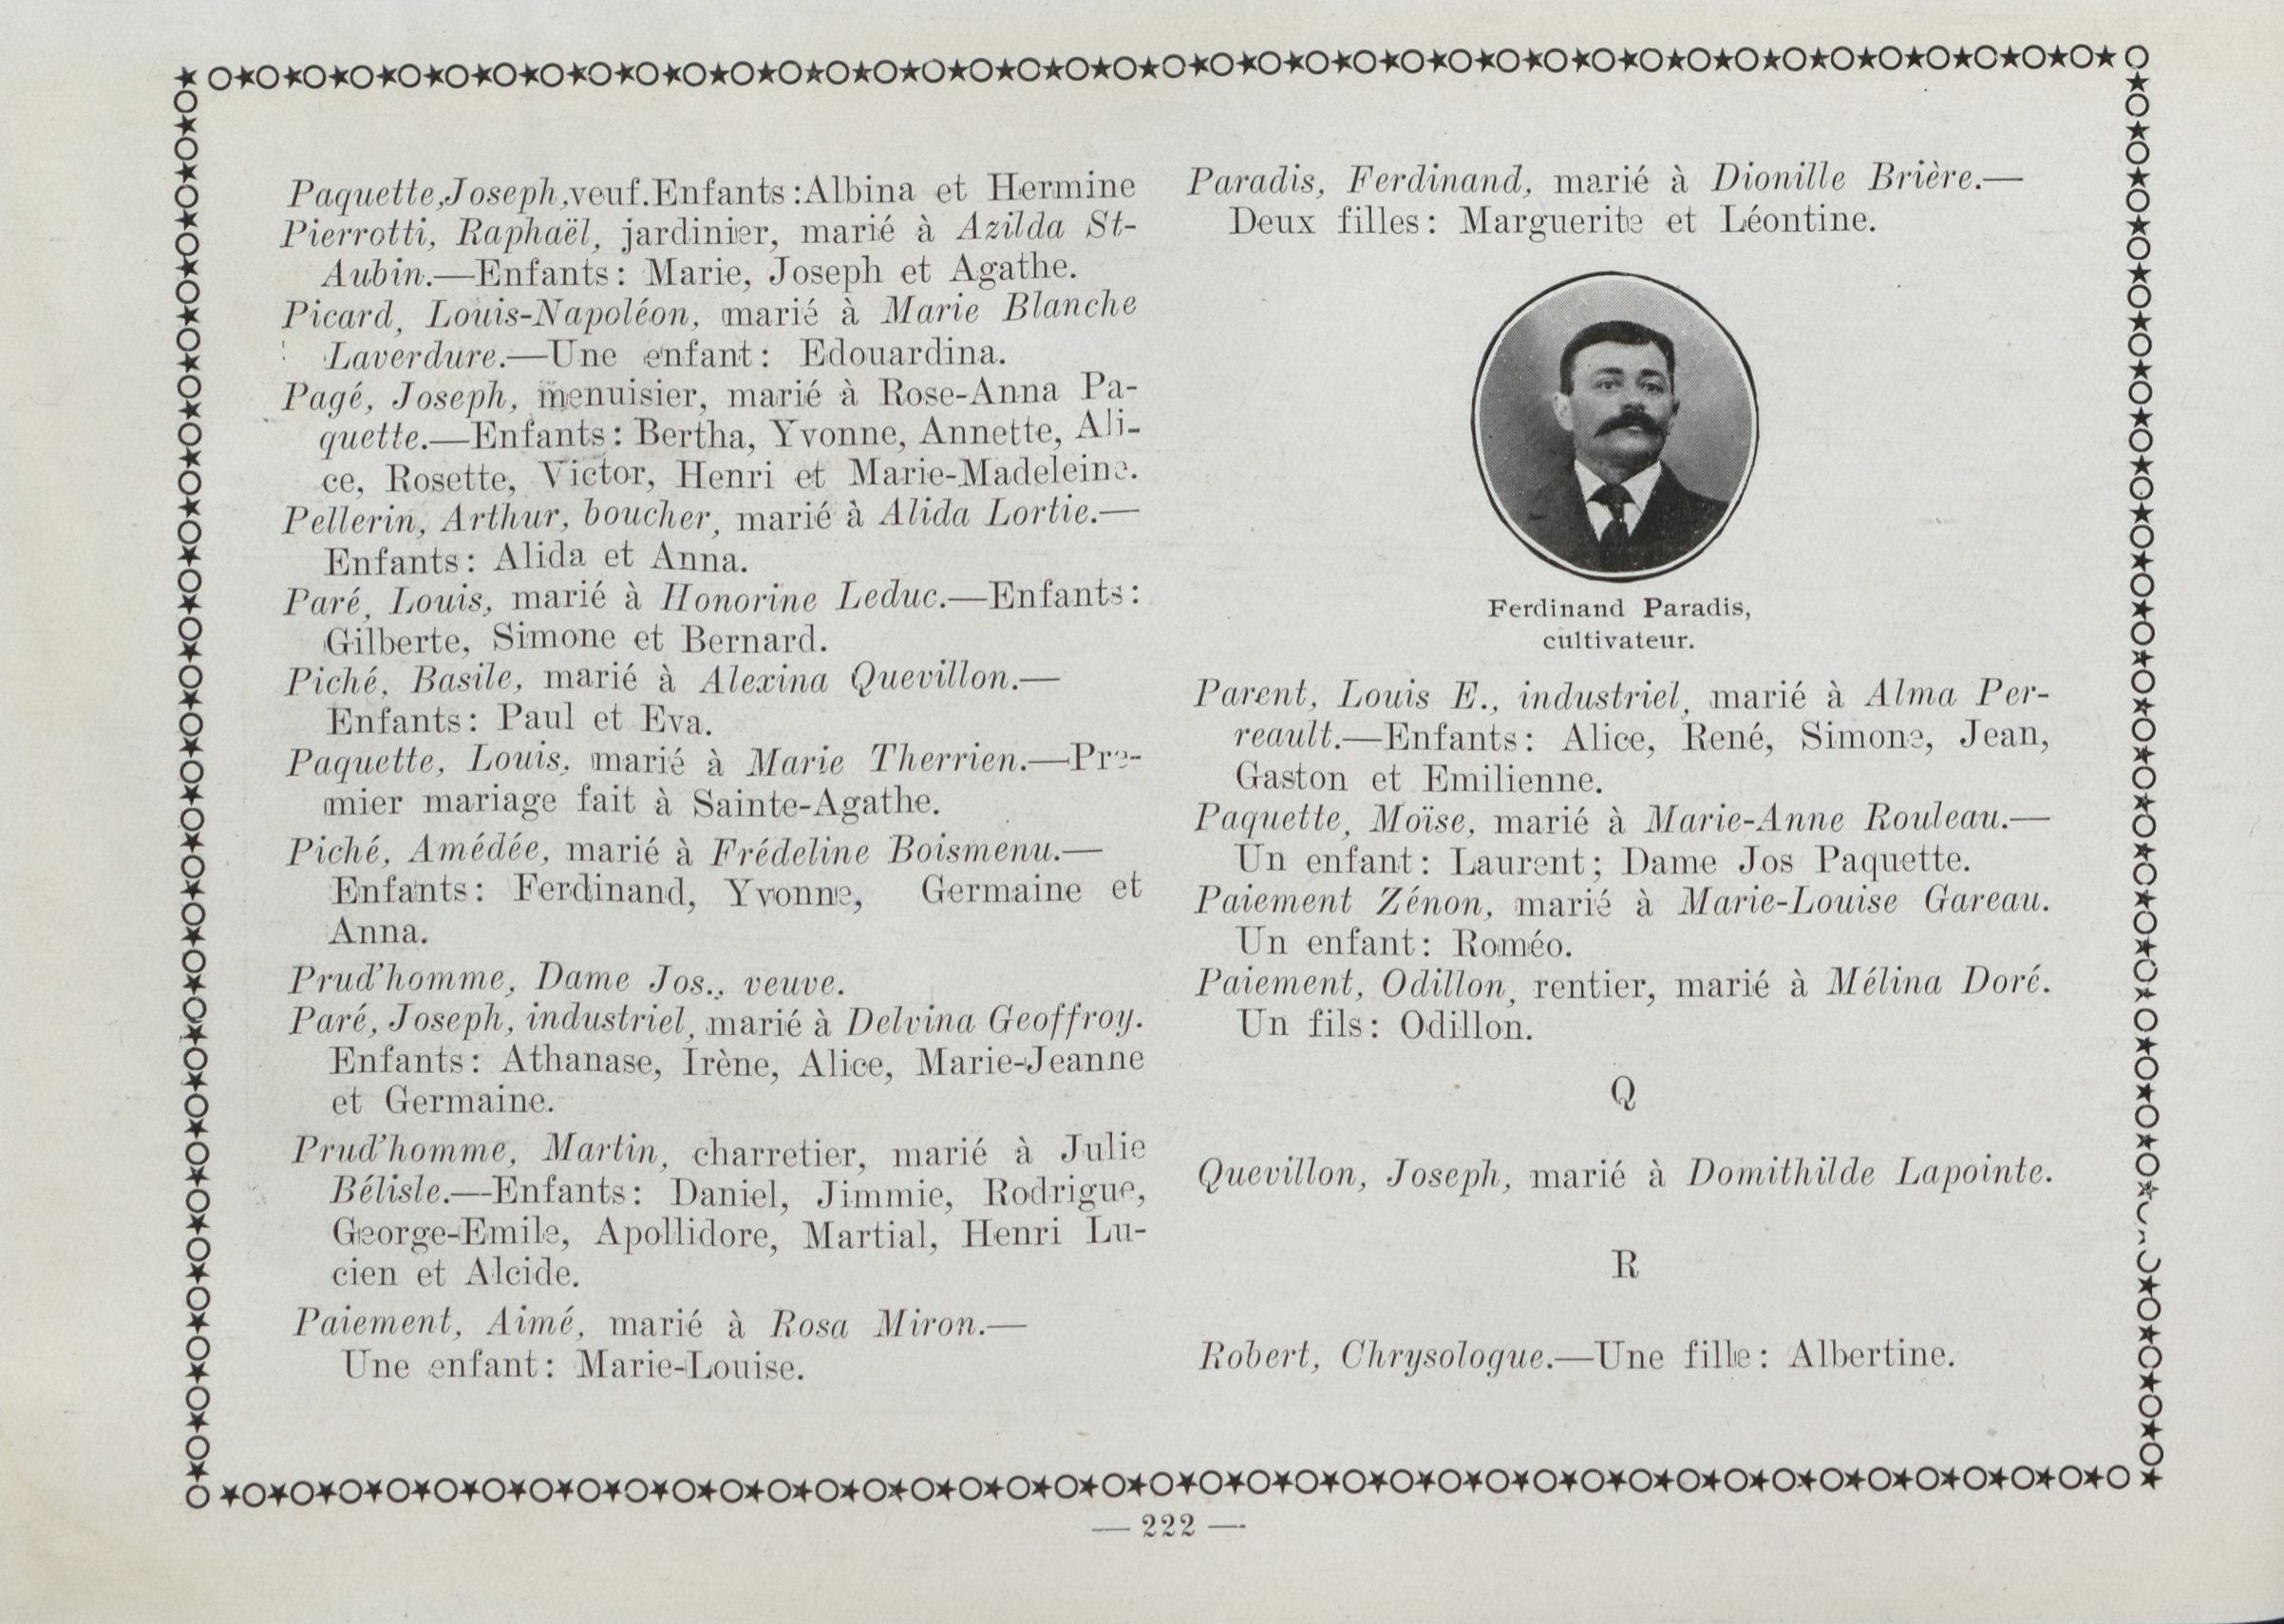 Paquette,Joseph,veuf.Enfants:Albina et Hermine
Pierrotti, Raphaël, jardinier, marié à Azilda St-
Aubin.—Enfants: Marie, Joseph et Agathe.
Picard, Louis-Napoléon, marié à Marie Blanche
Laverdure.—Une enfant: Edouardina.
Pagé, Joseph, menuisier, marié à Rose-Anna Pa-
quette.—Enfants: Bertha, Yvonne, Annette, Ali-
ce, Rosette, Victor, Henri et Marie-Madeleine.
Pellerin, Arthur, boucher, marié à Alida Lortie.—
Enfants: Alida et Anna.
Paré, Louis, marié à Honorine Leduc.—Enfants:
Gilberte, Simone et Bernard.
Piché, Basile, marié à Alexina Quevillon.—
Enfants: Paul et Eva.
Paquette, Louis, marié à Marie Therrien.—Pre-
mier mariage fait à Sainte-Agathe.
Piché, Amédée, marié à Frédeline Boismenu.—
Enfants: Ferdinand, Yvonne, Germaine et
Anna.
Prud'homme, Dame Jos., veuve.
Paré, Joseph, industriel, marié à Delvina Geoffroy.
Enfants: Athanase, Irène, Alice, Marie-Jeanne
et Germaine.
Prud'homme, Martin, charretier, marié à Julie
Bélisle.—Enfants: Daniel, Jimmie, Rodrigue,
George-Emile, Apollidore, Martial, Henri Lu-
cien et Alcide.
Paiement, Aimé, marié à Rosa Miron.—
Une enfant: Marie-Louise.
Paradis, Ferdinand, marié à Dionille Brière.—
Deux filles: Marguerite et Léontine.
Ferdinand Paradis,
cultivateur.
Parent, Louis E., industriel, marié à Alma Per-
reault.—Enfants: Alice, René, Simone, Jean,
Gaston et Emilienne.
Paquette, Moïse, marié à Marie-Anne Rouleau.—
Un enfant: Laurent; Dame Jos Paquette.
Paiement Zénon, marié à Marie-Louise Gareau.
Un enfant: Roméo.
Paiement, Odillon, rentier, marié à Mélina Doré.
Un fils: Odillon.
Q
Quevillon, Joseph, marié à Domithilde Lapointe.
R
Robert, Chrysologue.—Une fille: Albertine.
— 222 —